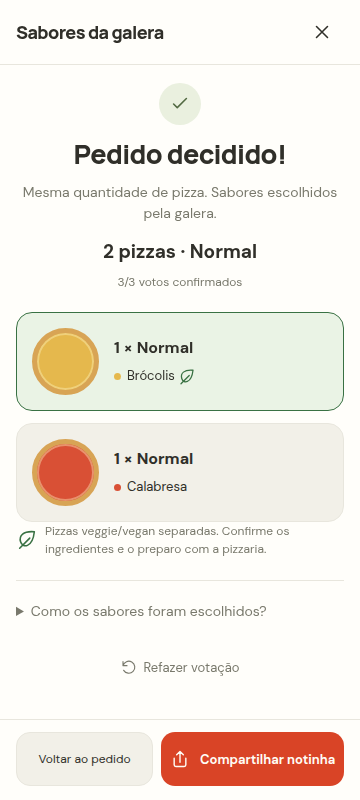 Sabores da galera
Pedido decidido!
Mesma quantidade de pizza. Sabores escolhidos
pela galera.
2 pizzas · Normal
3/3 votos confirmados
1 × Normal
Brócolis
1 × Normal
Calabresa
Pizzas veggie/vegan separadas. Confirme os
ingredientes e o preparo com a pizzaria.
Como os sabores foram escolhidos?
Refazer votação
Voltar ao pedido
Compartilhar notinha